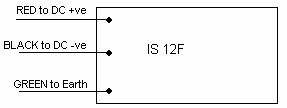 RED to DC +ve
BLACK to DC -ve
IS 12F
GREEN to Earth